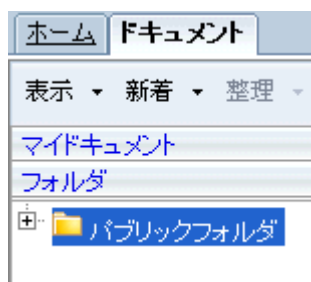 ホーム ドキュメント
表示 新着 整理
マイドキュメント
フォルダ
パブリックフォルダ